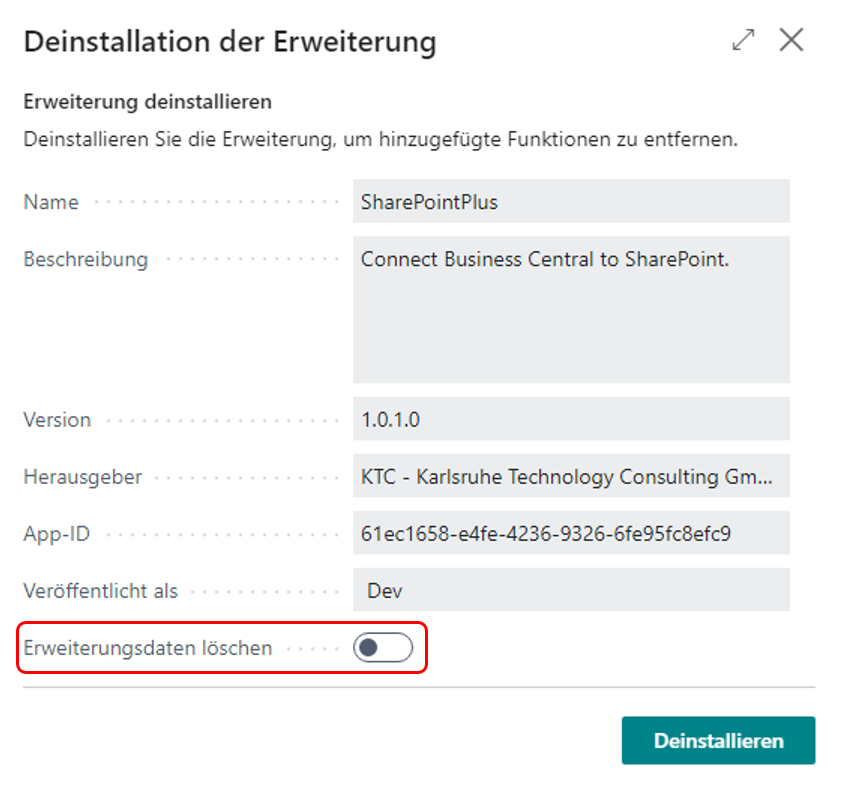 Deinstallation der Erweiterung
Erweiterung deinstallieren
Deinstallieren Sie die Erweiterung, um hinzugefügte Funktionen zu entfernen.
Name SharePointPlus
Beschreibung Connect Business Central to SharePoint.
Version 1.0.1.0
Herausgeber KTC - Karlsruhe Technology Consulting Gm...
App-ID 61ec1658-e4fe-4236-9326-6fe95fc8efc9
Veröffentlicht als Dev
Erweiterungsdaten löschen
Deinstallieren